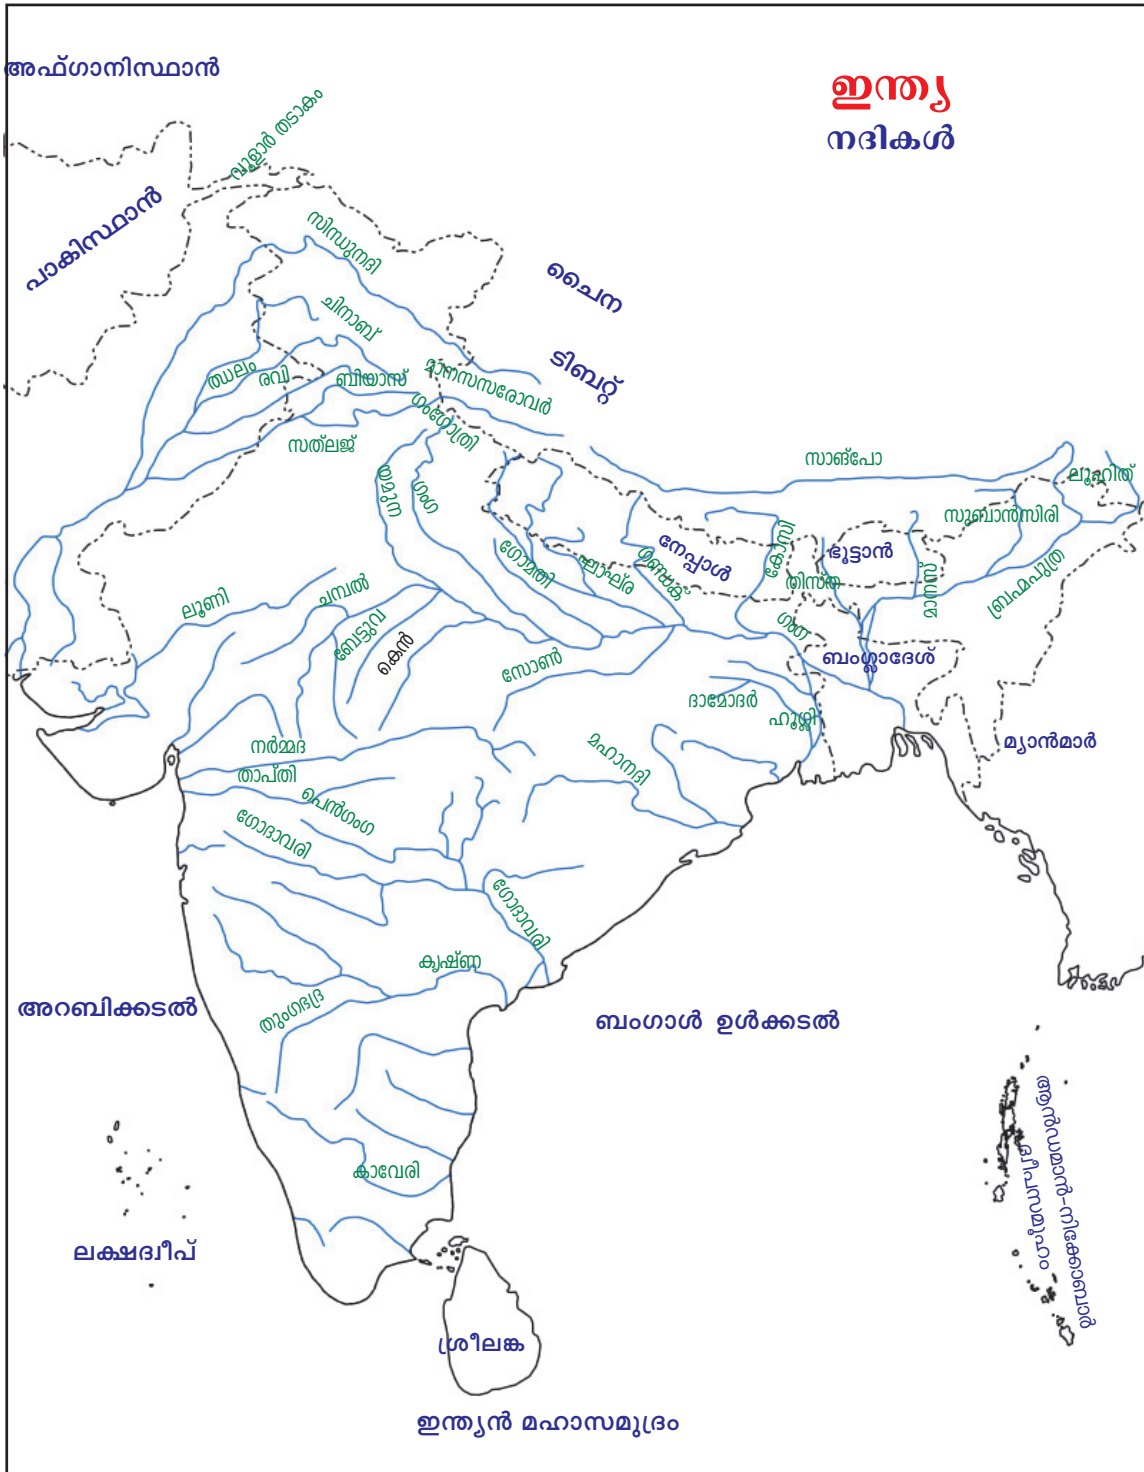 ഇന്ത്യ
നദികൾ
അഫ്ഗാനിസ്ഥാൻ
വൂളാർ തടാകം
പാകിസ്ഥാൻ
സിന്ധുനദി
ചൈന
ചിനാബ്
ടിബറ്റ്
ഝലം
രവി
ബിയാസ്
മാനസസരോവർ
ഗംഗോത്രി
സത്‌ലജ്
സാങ്പോ
ലൂഹിത്
യമുന
ഗംഗ
സുബാൻസിരി
ഗോമതി
ഘാഘ്ര
ഗണ്ഡക്
നേപ്പാൾ
കോസി
തിസ്ത
ഭൂട്ടാൻ
മാനസ്
ബ്രഹ്മപുത്ര
ലൂണി
ചമ്പൽ
ബേട്ടുവ
കെൻ
സോൺ
ഗംഗ
ബംഗ്ലാദേശ്
ദാമോദർ
ഹൂഗ്ലി
മ്യാൻമാർ
നർമ്മദ
താപ്തി
മഹാനദി
പെൻഗംഗ
ഗോദാവരി
ഗോദാവരി
കൃഷ്ണ
തുംഗഭദ്ര
അറബിക്കടൽ
ബംഗാൾ ഉൾക്കടൽ
കാവേരി
ആൻഡമാൻ-നിക്കോബാർ
ദ്വീപസമൂഹം
ലക്ഷദ്വീപ്
ശ്രീലങ്ക
ഇന്ത്യൻ മഹാസമുദ്രം